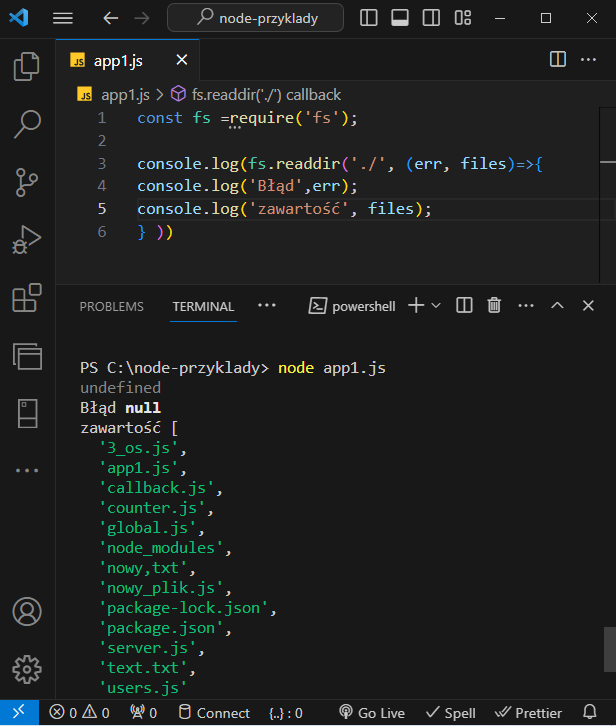 node-przyklady
JS app1.js
JS app1.js > fs.readdir('./') callback
1 const fs =require('fs');
2
3 console.log(fs.readdir('./', (err, files)=>{
4 console.log('Błąd',err);
5 console.log('zawartość', files);
6 } ))
PROBLEMS TERMINAL ... powershell
PS C:\node-przyklady> node app1.js
undefined
Błąd null
zawartość [
'3_os.js',
'app1.js',
'callback.js',
'counter.js',
'global.js',
'node_modules',
'nowy,txt',
'nowy_plik.js',
'package-lock.json',
'package.json',
'server.js',
'text.txt',
'users.js'
0 0 0 Connect {..} : 0 Go Live Spell Prettier